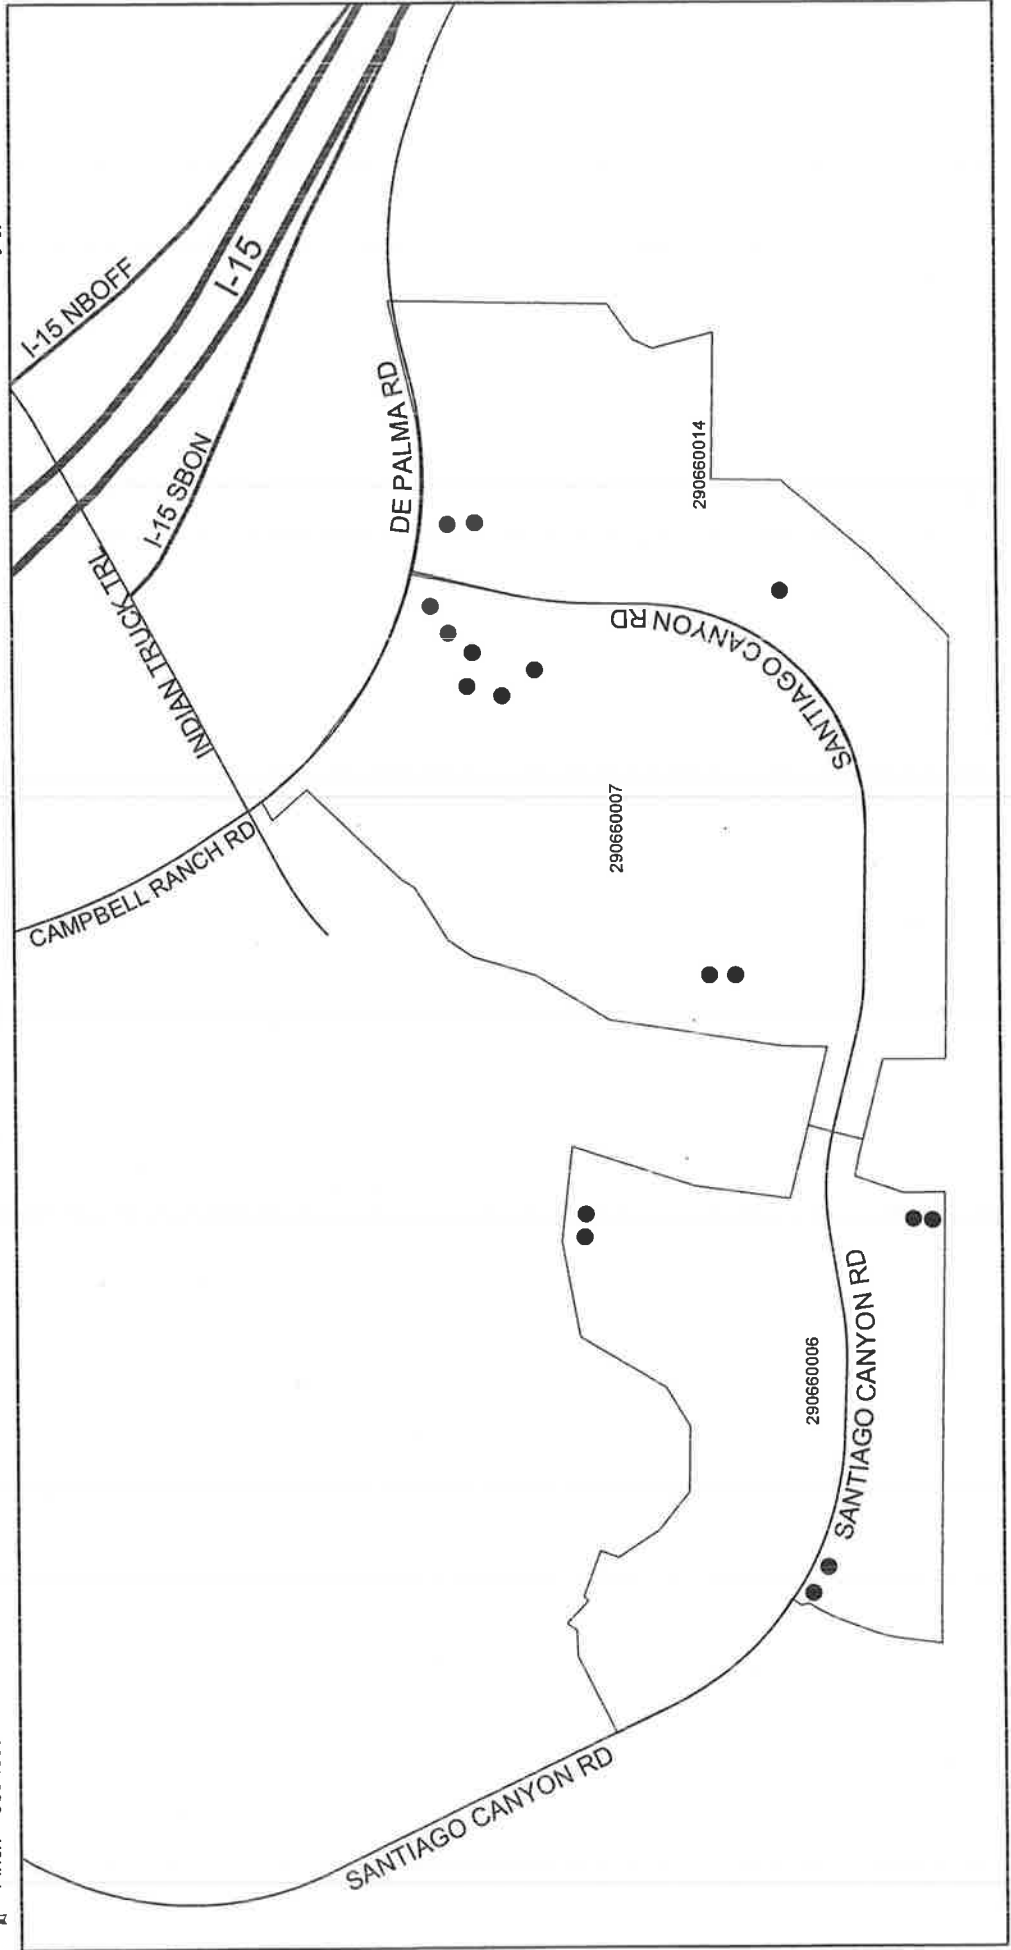 I-15 NBOFF
I-15
I-15 SBON
INDIAN TRUCK TRL
DE PALMA RD
CAMPBELL RANCH RD
290660014
SANTIAGO CANYON RD
290660007
SANTIAGO CANYON RD
290660006
SANTIAGO CANYON RD